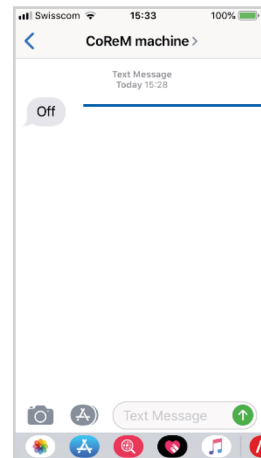 Swisscom 15:33 100%
CoReM machine
Text Message
Today 15:28
Off
Text Message